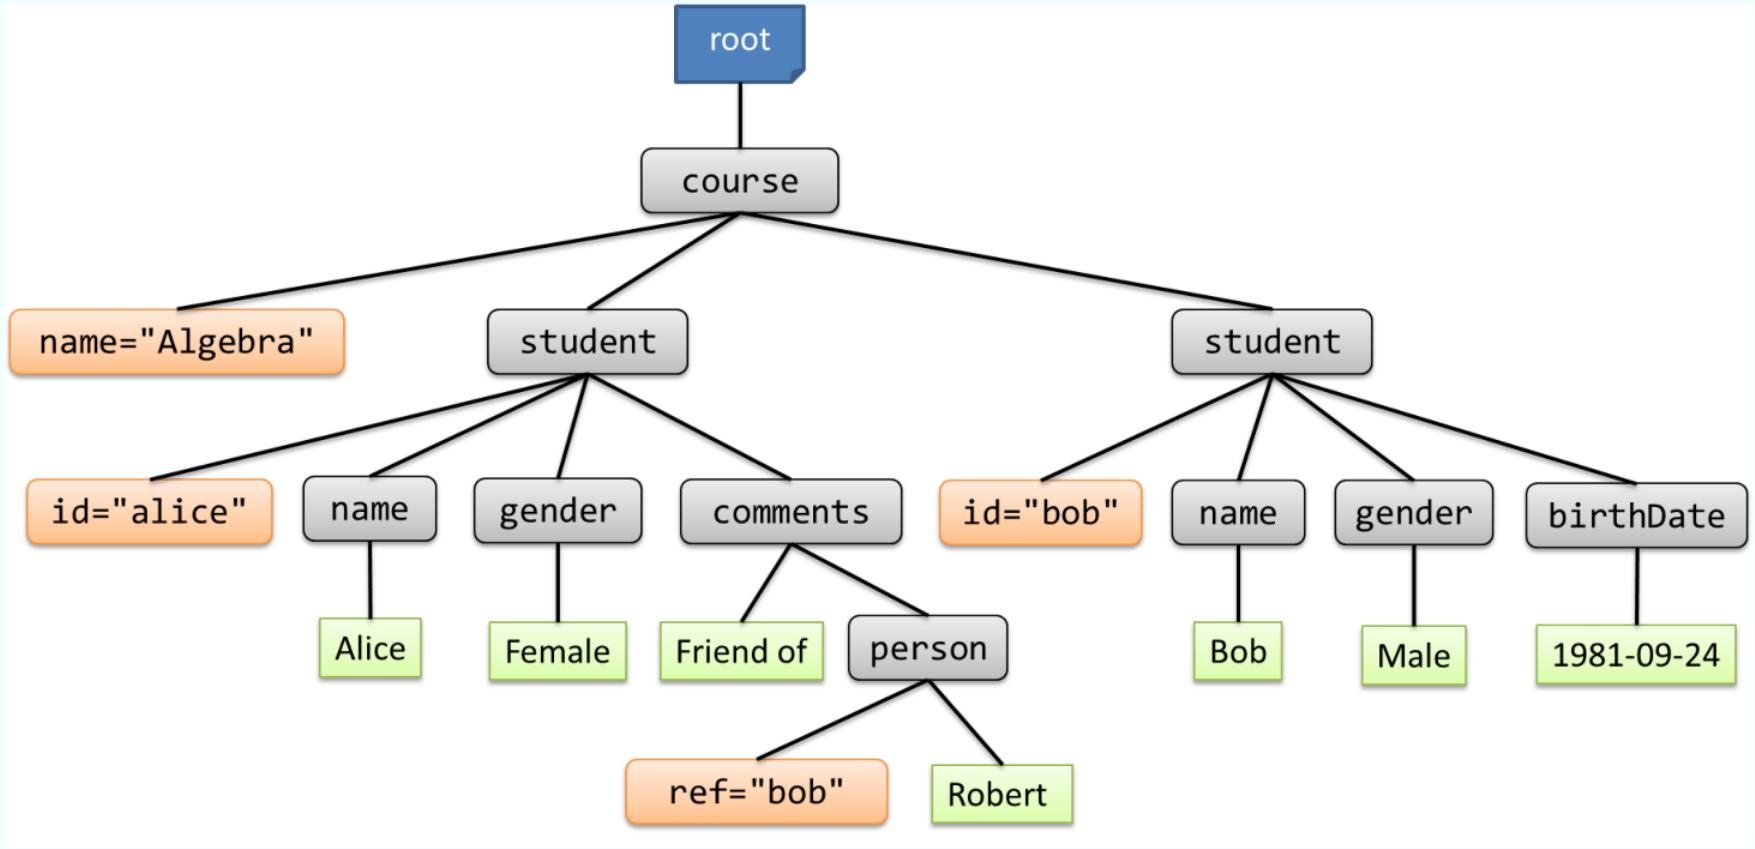 root
course
name="Algebra"
student
student
id="alice"
name
gender
comments
id="bob"
name
gender
birthDate
Alice
Female
Friend of
person
Bob
Male
1981-09-24
ref="bob"
Robert